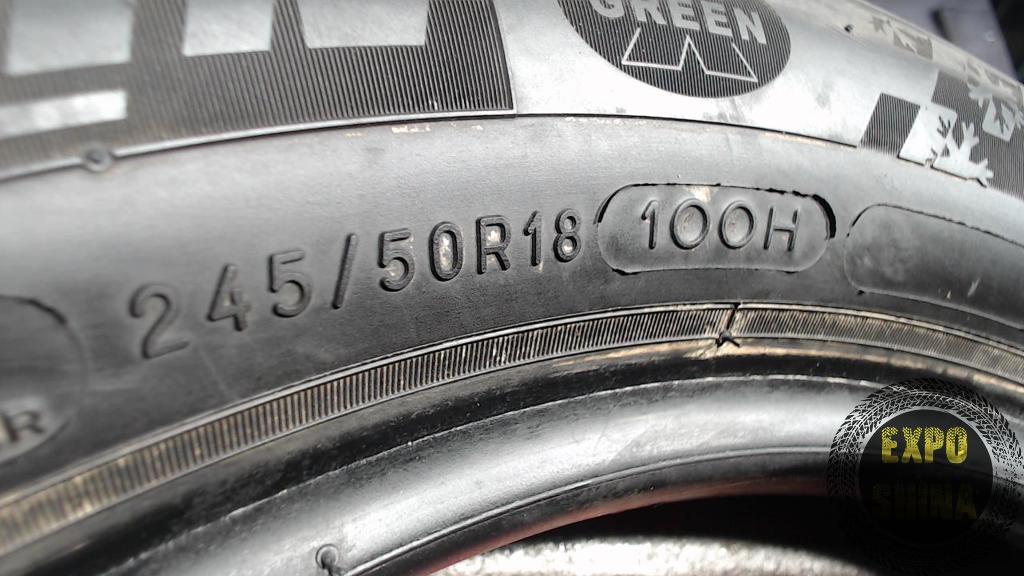 GREEN X
245/50R18 100H
R
EXPO
SHINA